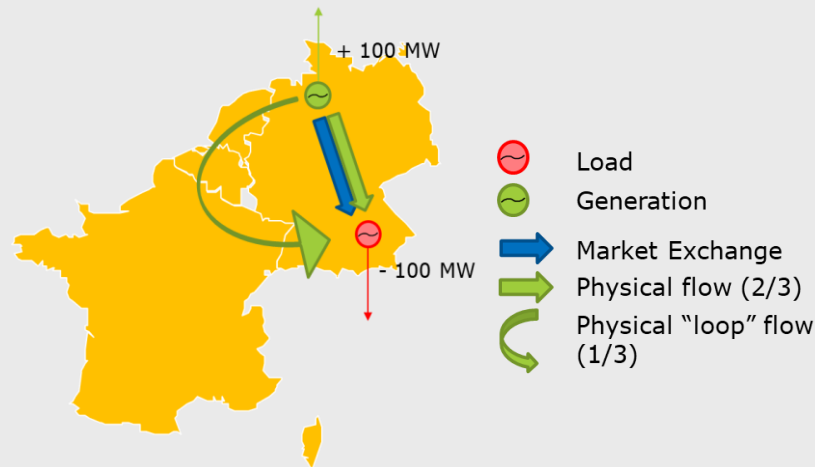 + 100 MW
- 100 MW
Load
Generation
Market Exchange
Physical flow (2/3)
Physical “loop” flow
(1/3)